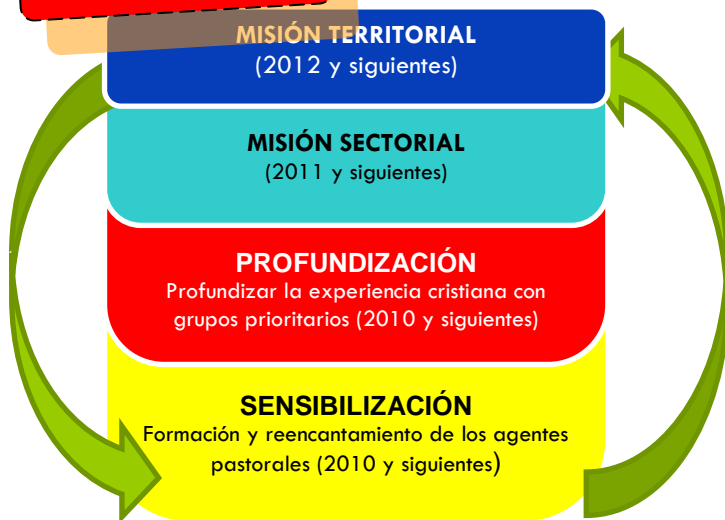 MISIÓN TERRITORIAL
(2012 y siguientes)
MISIÓN SECTORIAL
(2011 y siguientes)
PROFUNDIZACIÓN
Profundizar la experiencia cristiana con
grupos prioritarios (2010 y siguientes)
SENSIBILIZACIÓN
Formación y reencantamiento de los agentes
pastorales (2010 y siguientes)